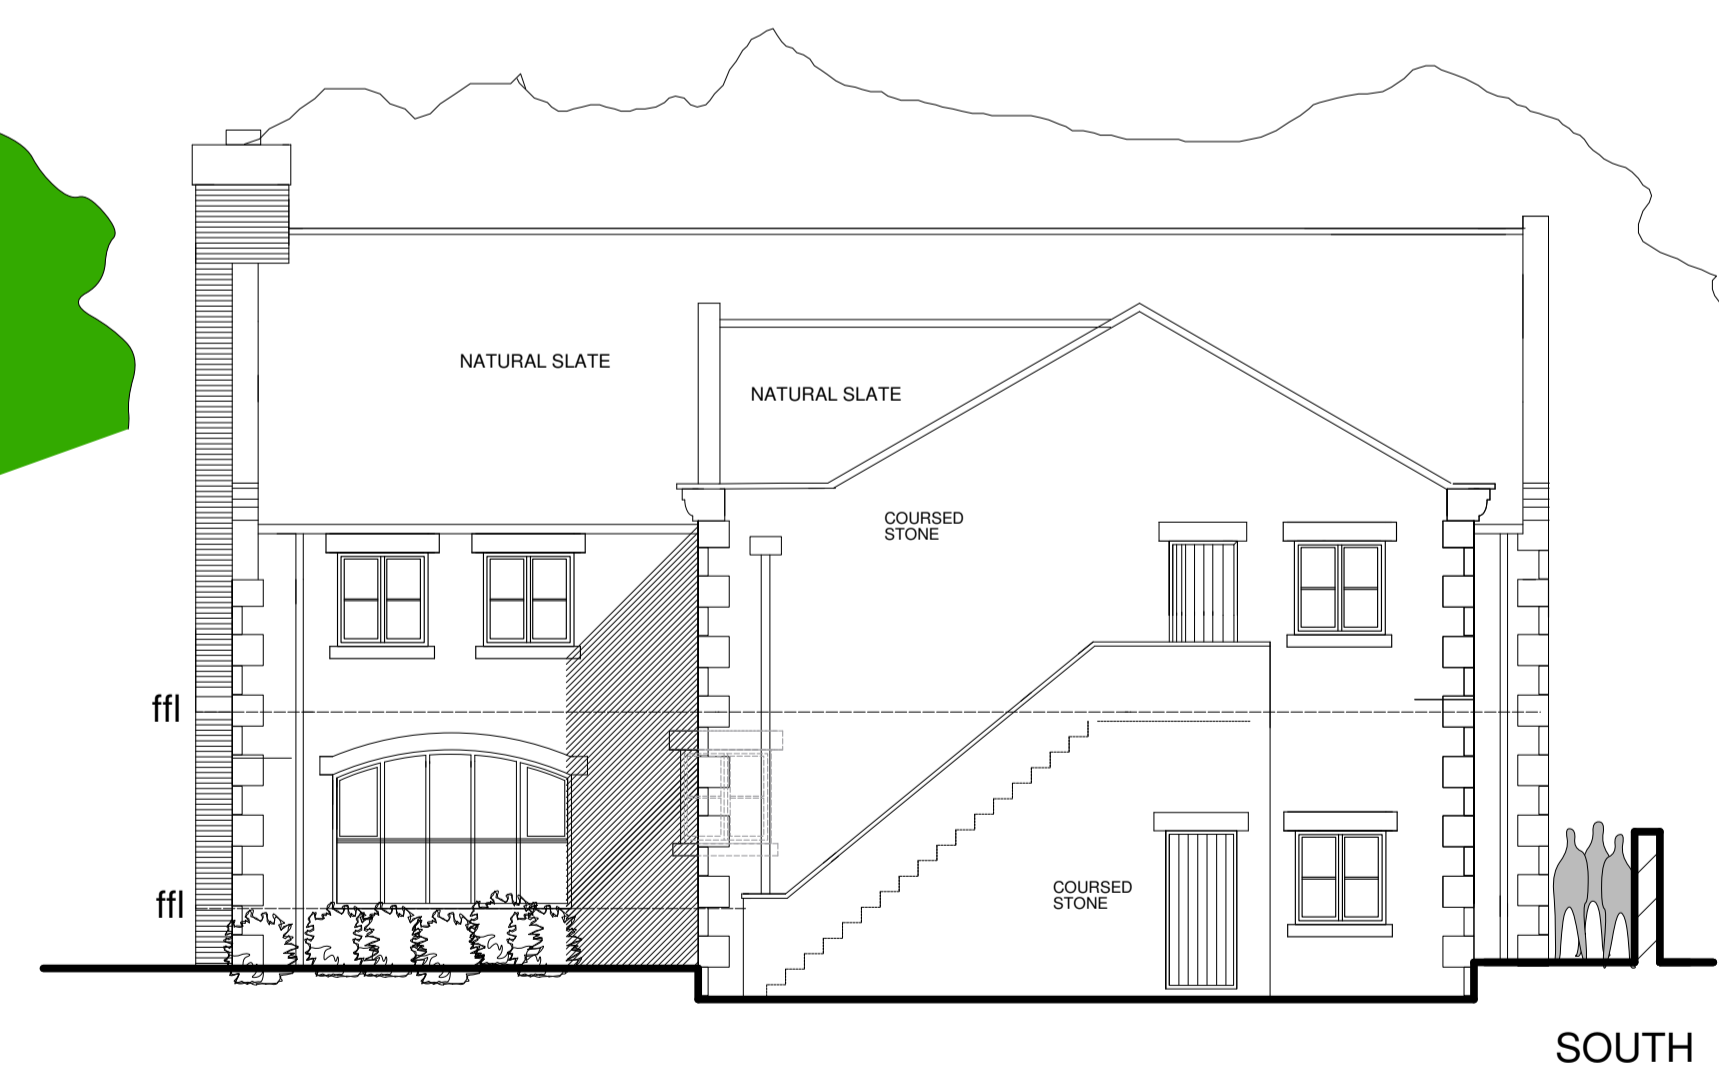 NATURAL SLATE
NATURAL SLATE
COURSED
STONE
ffl
COURSED
STONE
ffl
SOUTH